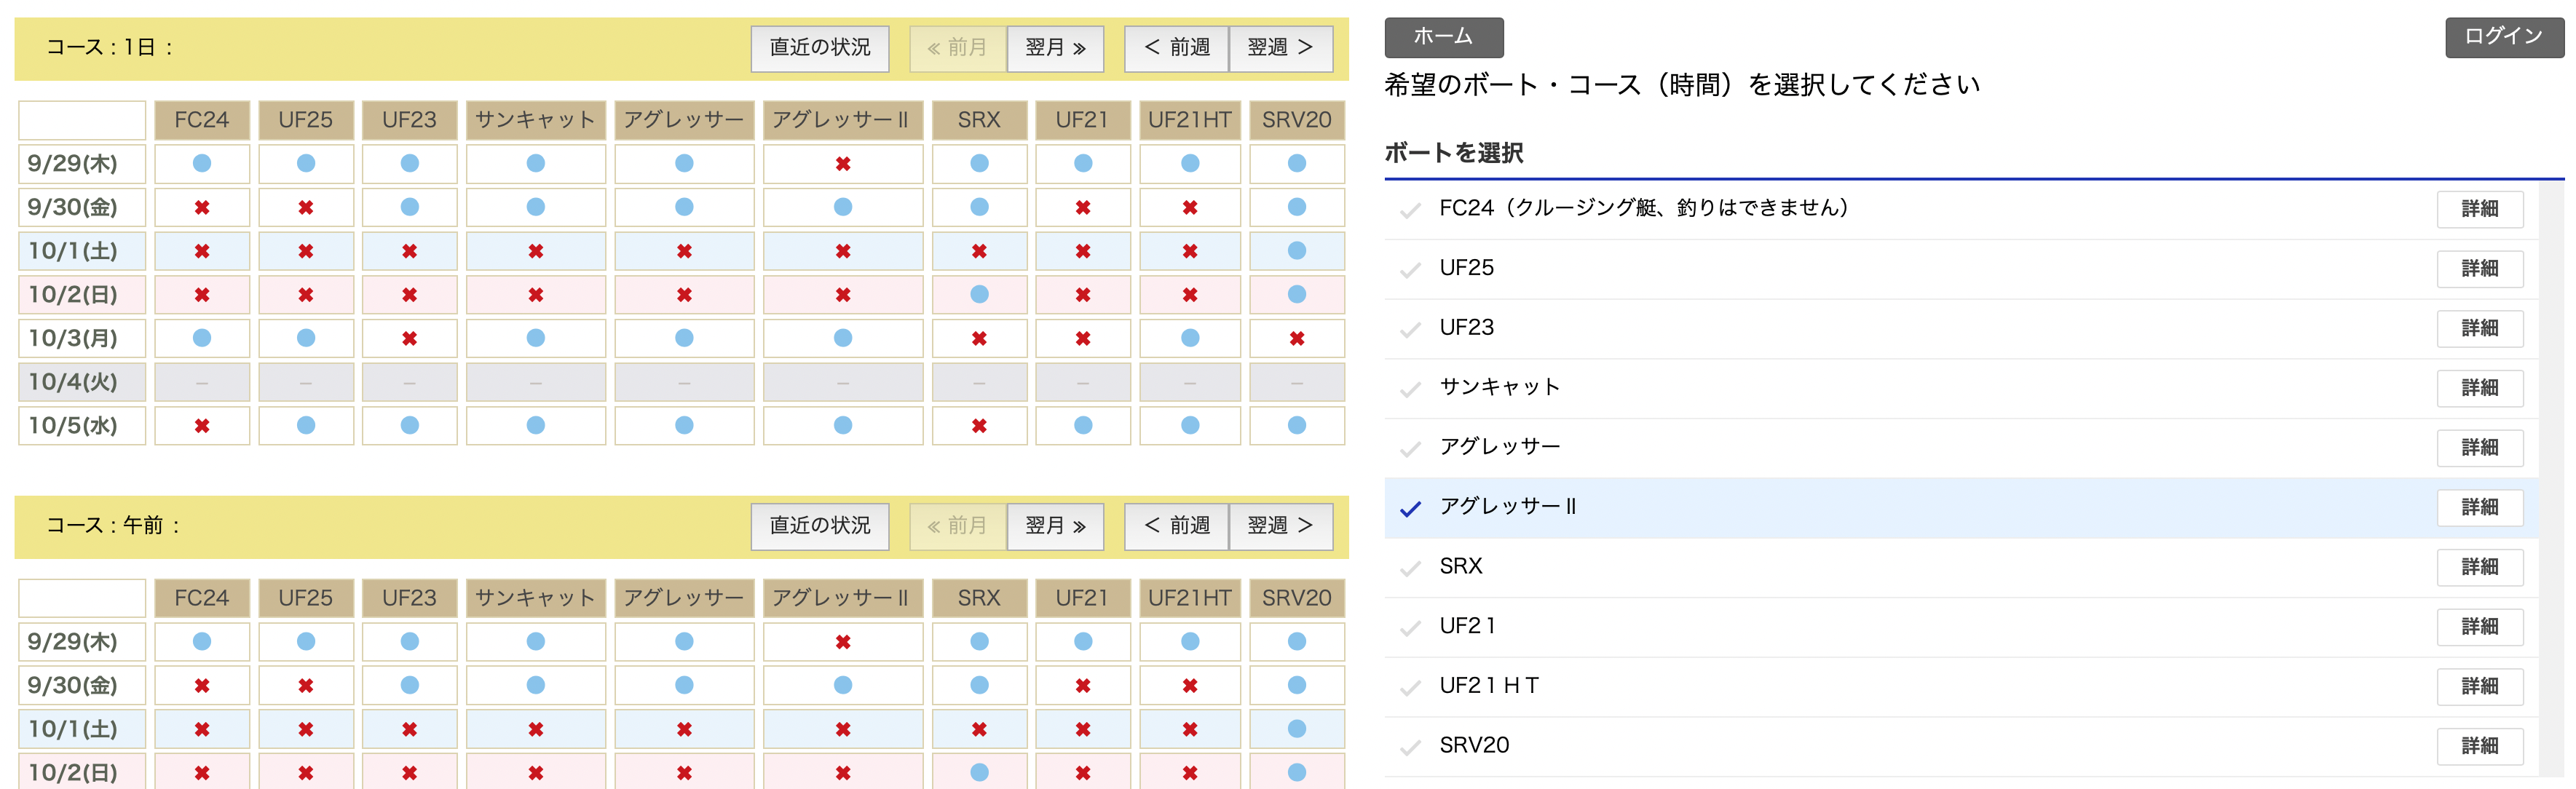 コース : 1日 :
直近の状況 ≪ 前月 翌月 ≫ < 前週 翌週 >
FC24 UF25 UF23 サンキャット アグレッサー アグレッサーⅡ SRX UF21 UF21HT SRV20
9/29(木) ● ● ● ● ● ✖ ● ● ● ●
9/30(金) ✖ ✖ ● ● ● ● ● ✖ ✖ ●
10/1(土) ✖ ✖ ✖ ✖ ✖ ✖ ✖ ✖ ✖ ●
10/2(日) ✖ ✖ ✖ ✖ ✖ ✖ ● ✖ ✖ ●
10/3(月) ● ● ✖ ● ● ● ✖ ✖ ● ✖
10/4(火) － － － － － － － － － －
10/5(水) ✖ ● ● ● ● ● ✖ ● ● ●
コース : 午前 :
直近の状況 ≪ 前月 翌月 ≫ < 前週 翌週 >
FC24 UF25 UF23 サンキャット アグレッサー アグレッサーⅡ SRX UF21 UF21HT SRV20
9/29(木) ● ● ● ● ● ✖ ● ● ● ●
9/30(金) ✖ ✖ ● ● ● ● ● ✖ ✖ ●
10/1(土) ✖ ✖ ✖ ✖ ✖ ✖ ✖ ✖ ✖ ●
10/2(日) ✖ ✖ ✖ ✖ ✖ ✖ ● ✖ ✖ ●
ホーム
ログイン
希望のボート・コース（時間）を選択してください
ボートを選択
FC24（クルージング艇、釣りはできません） 詳細
UF25 詳細
UF23 詳細
サンキャット 詳細
アグレッサー 詳細
アグレッサーⅡ 詳細
SRX 詳細
UF2１ 詳細
UF2１ＨＴ 詳細
SRV20 詳細